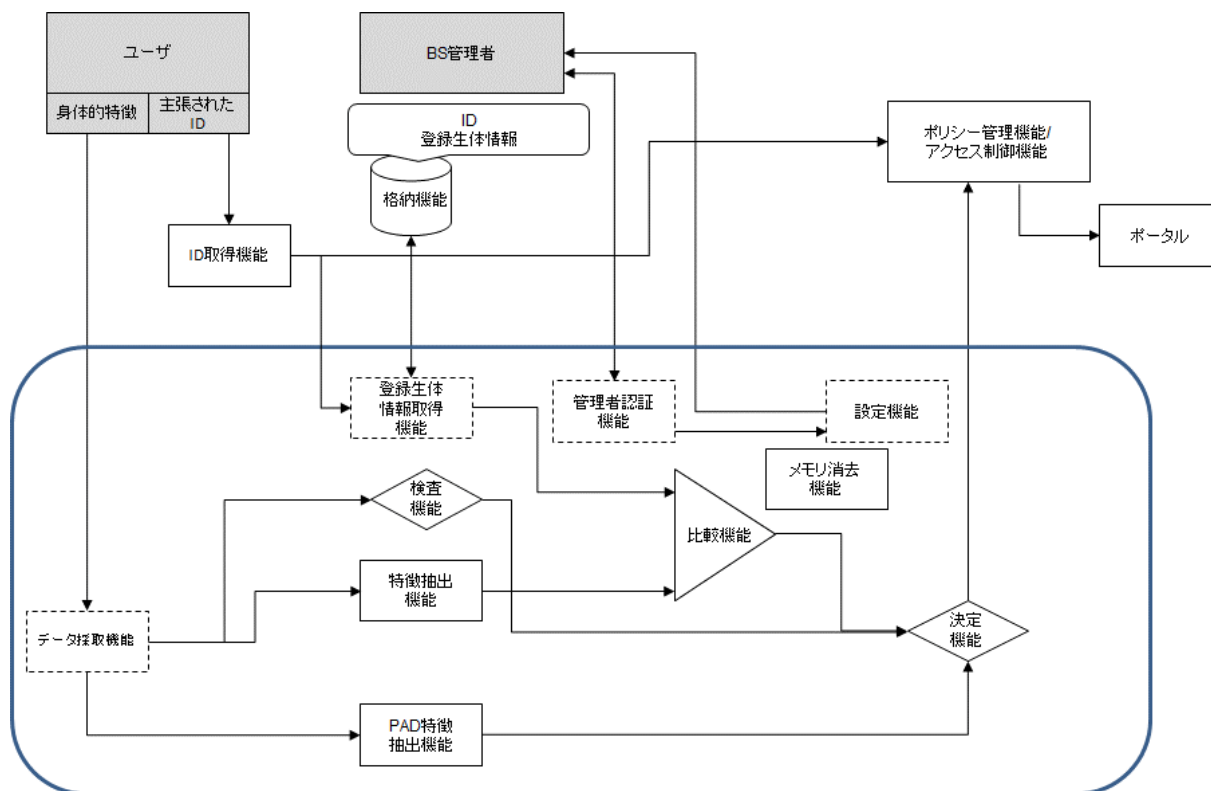 ユーザ
身体的特徴
主張された
ID
BS管理者
ID
登録生体情報
格納機能
ポリシー管理機能/
アクセス制御機能
ID取得機能
ポータル
登録生体
情報取得
機能
管理者認証
機能
設定機能
メモリ消去
機能
検査
機能
比較機能
特徴抽出
機能
データ採取機能
決定
機能
PAD特徴
抽出機能